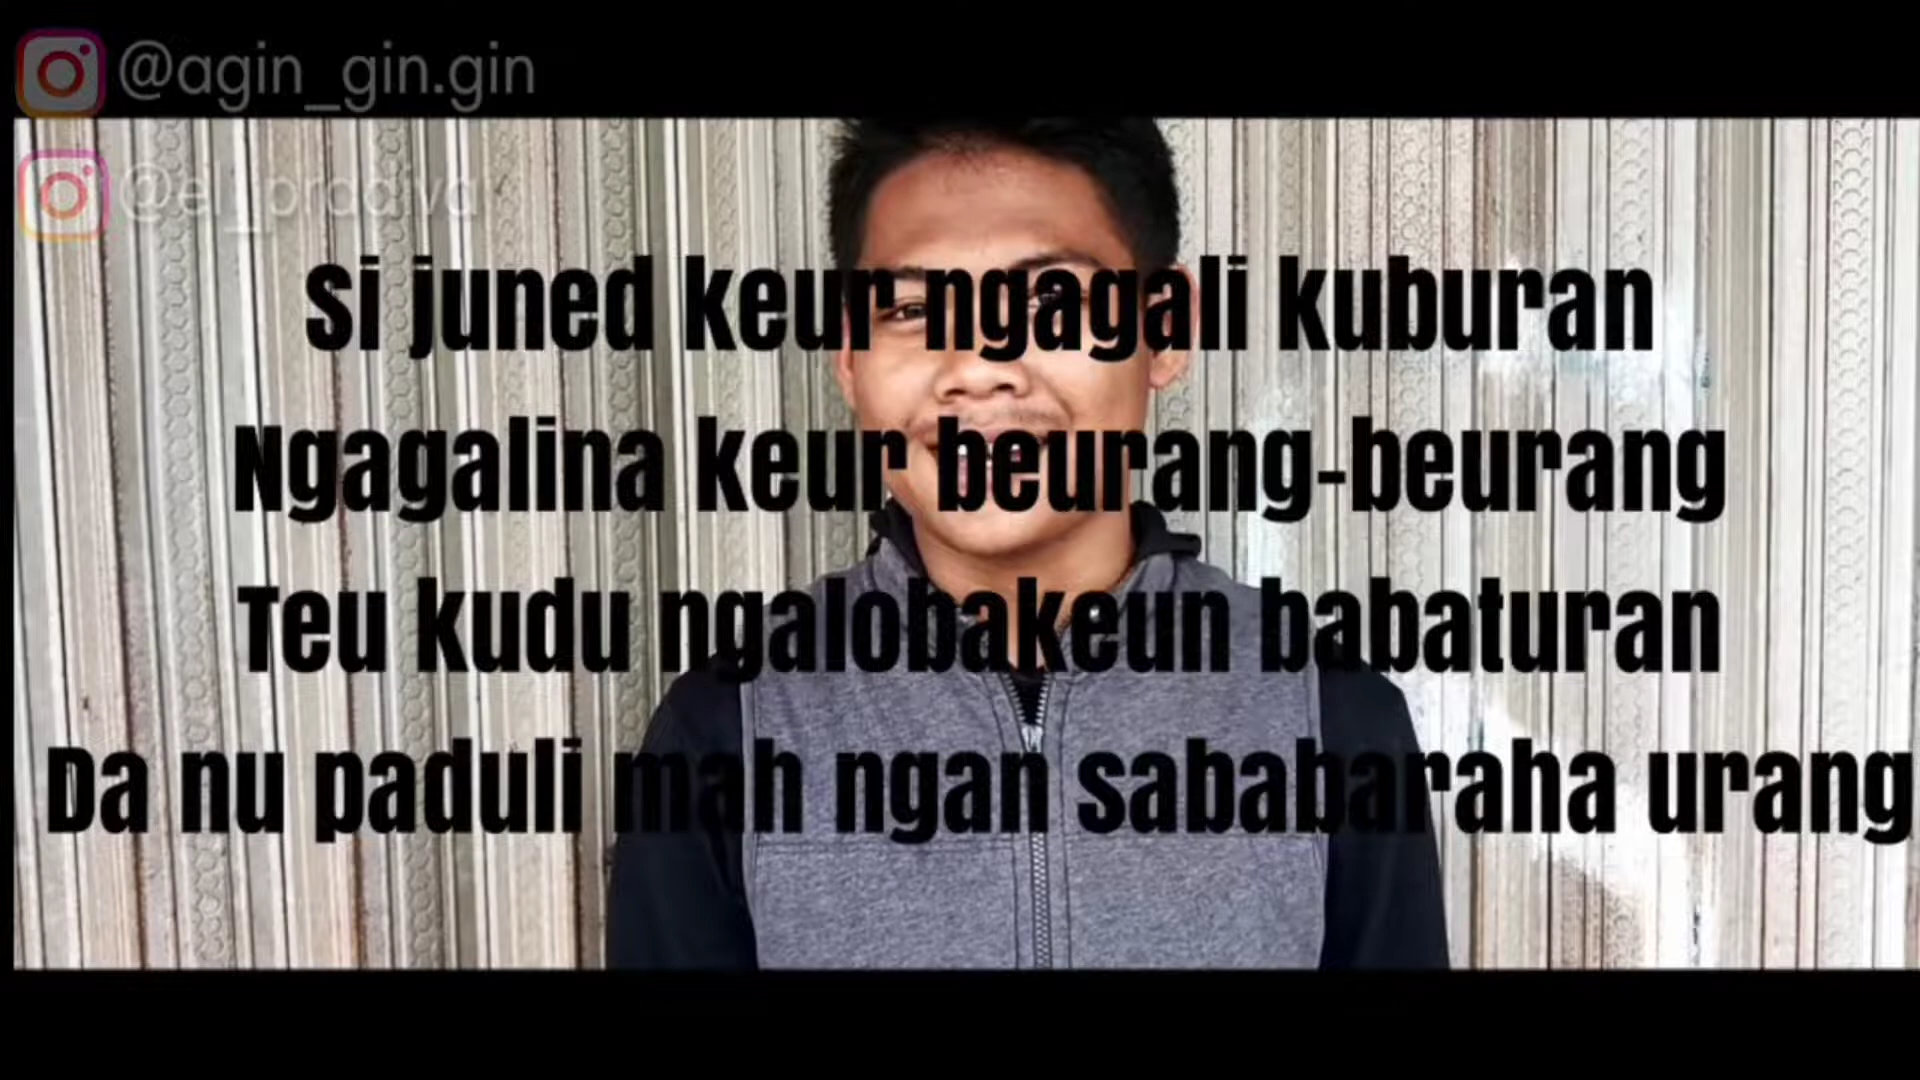 @agin_gin.gin
Si juned keur ngagali kuburan
Ngagalina keur beurang-beurang
Teu kudu ngalobakeun babaturan
Da nu paduli mah ngan sababaraha urang